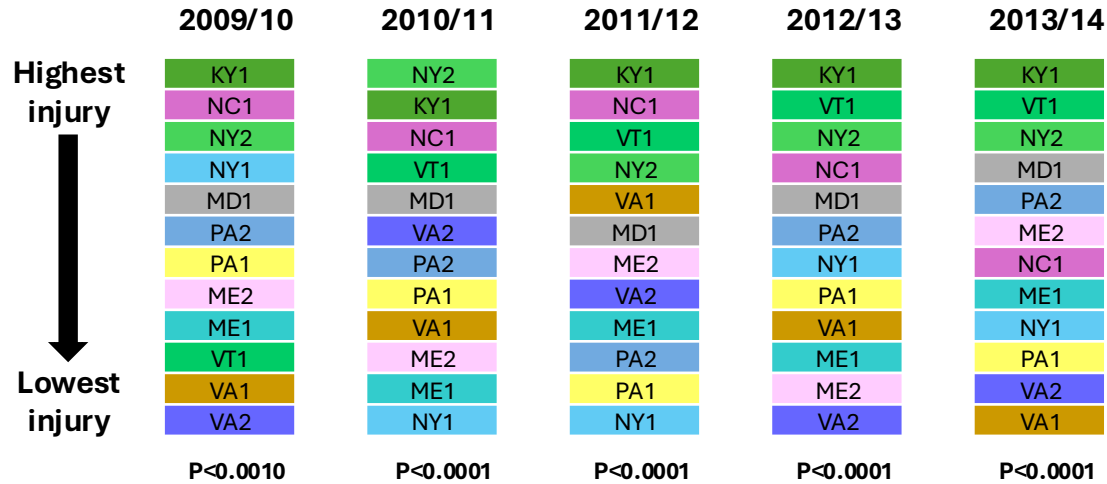 2009/10 2010/11 2011/12 2012/13 2013/14
Highest
injury
Lowest
injury
KY1 NY2 KY1 KY1 KY1
NC1 KY1 NC1 VT1 VT1
NY2 NC1 VT1 NY2 NY2
NY1 VT1 NY2 NC1 MD1
MD1 MD1 VA1 MD1 PA2
PA2 VA2 MD1 PA2 ME2
PA1 PA2 ME2 NY1 NC1
ME2 PA1 VA2 PA1 ME1
ME1 VA1 ME1 VA1 NY1
VT1 ME2 PA2 ME1 PA1
VA1 ME1 PA1 ME2 VA2
VA2 NY1 NY1 VA2 VA1
P<0.0010 P<0.0001 P<0.0001 P<0.0001 P<0.0001